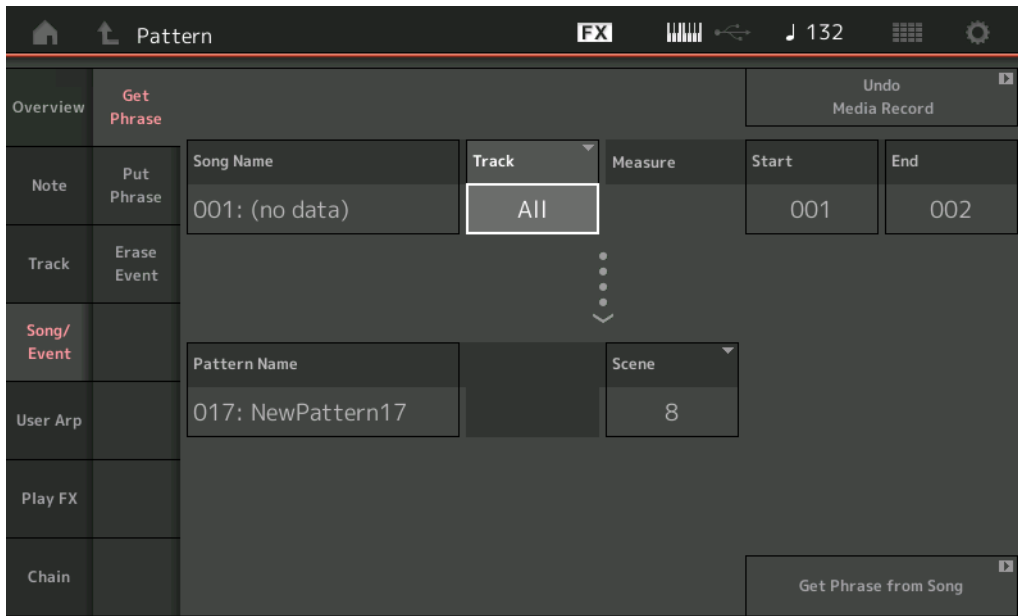 Pattern
FX
♩ 132
Overview
Get
Phrase
Undo
Media Record
Note
Put
Phrase
Song Name
Track
Measure
Start
End
001: (no data)
All
001
002
Track
Erase
Event
Song/
Event
Pattern Name
Scene
017: NewPattern17
8
User Arp
Play FX
Chain
Get Phrase from Song